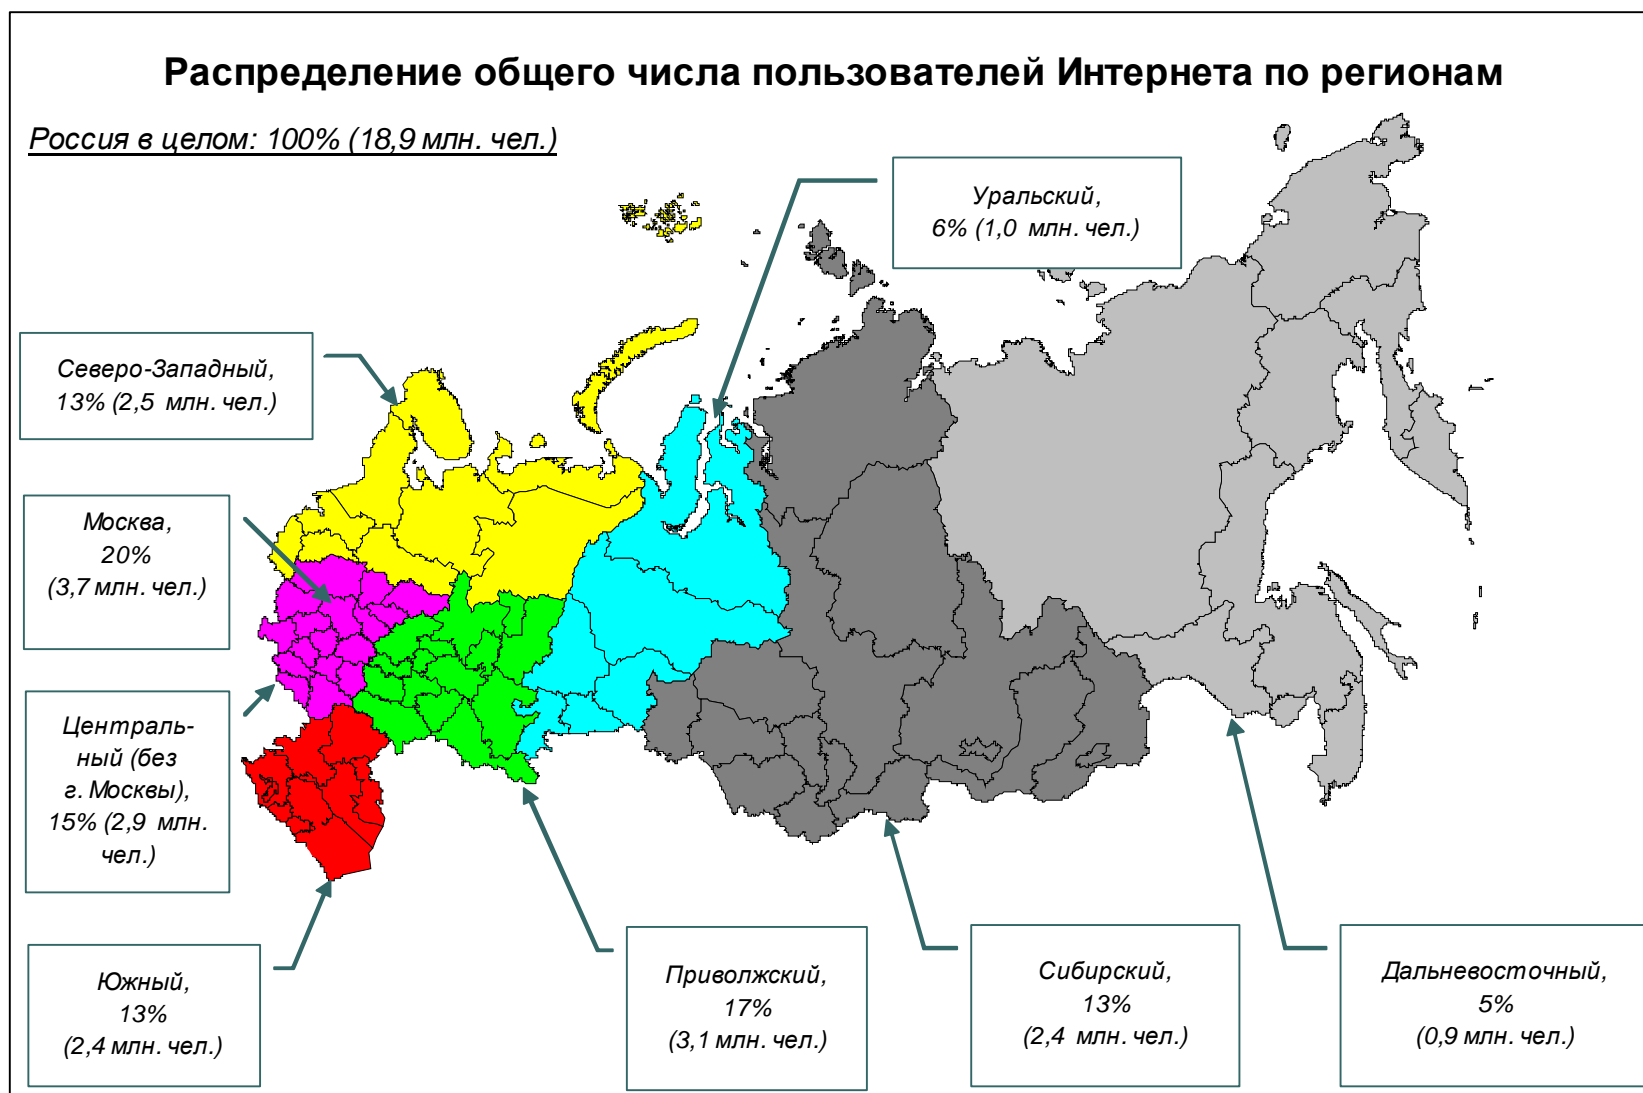 Распределение общего числа пользователей Интернета по регионам
Россия в целом: 100% (18,9 млн. чел.)
Уральский,
6% (1,0 млн. чел.)
Северо-Западный,
13% (2,5 млн. чел.)
Москва,
20%
(3,7 млн. чел.)
Централь-
ный (без
г. Москвы),
15% (2,9 млн.
чел.)
Южный,
13%
(2,4 млн. чел.)
Приволжский,
17%
(3,1 млн. чел.)
Сибирский,
13%
(2,4 млн. чел.)
Дальневосточный,
5%
(0,9 млн. чел.)